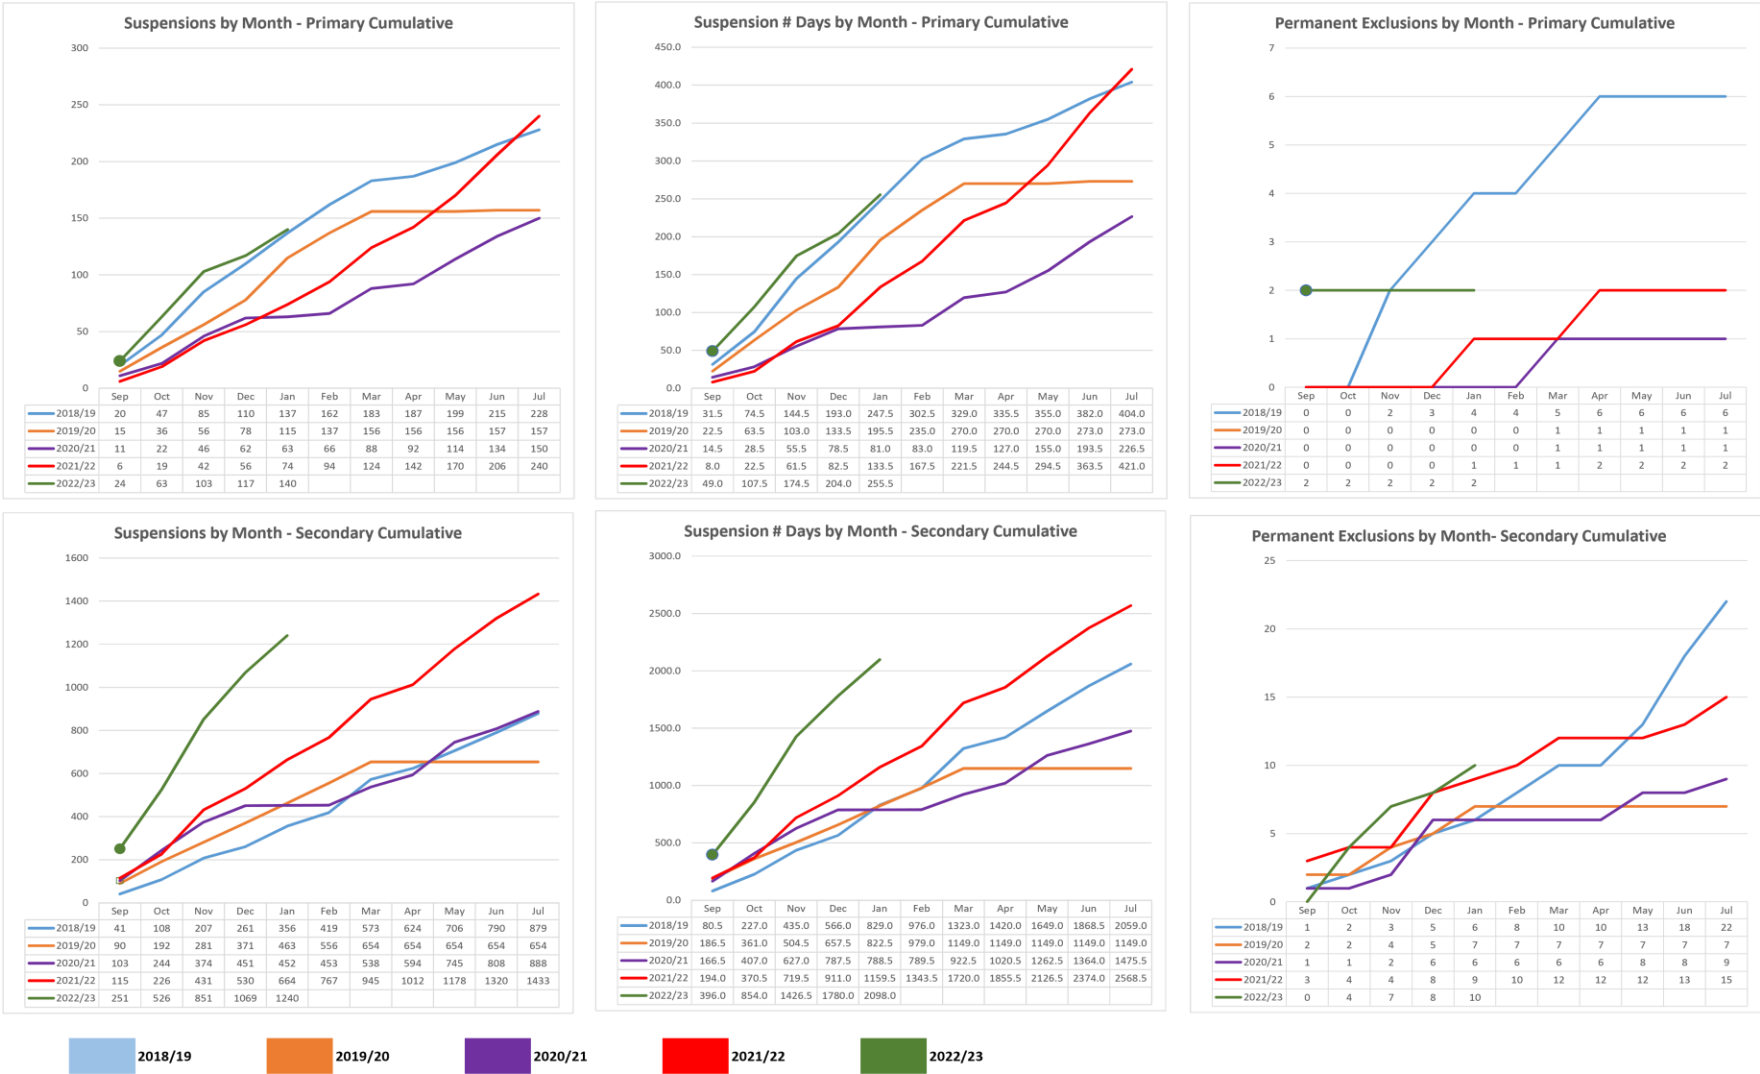 Suspensions by Month - Primary Cumulative
300
250
200
150
100
50
0
Sep Oct Nov Dec Jan Feb Mar Apr May Jun Jul
2018/19 20 47 85 110 137 162 183 187 199 215 228
2019/20 15 36 56 78 115 137 156 156 156 157 157
2020/21 11 22 46 62 63 66 88 92 114 134 150
2021/22 6 19 42 56 74 94 124 142 170 206 240
2022/23 24 63 103 117 140
Suspension # Days by Month - Primary Cumulative
450.0
400.0
350.0
300.0
250.0
200.0
150.0
100.0
50.0
0.0
Sep Oct Nov Dec Jan Feb Mar Apr May Jun Jul
2018/19 31.5 74.5 144.5 193.0 247.5 302.5 329.0 335.5 355.0 382.0 404.0
2019/20 22.5 63.5 103.0 133.5 195.5 235.0 270.0 270.0 270.0 273.0 273.0
2020/21 14.5 28.5 55.5 78.5 81.0 83.0 119.5 127.0 155.0 193.5 226.5
2021/22 8.0 22.5 61.5 82.5 133.5 167.5 221.5 244.5 294.5 363.5 421.0
2022/23 49.0 107.5 174.5 204.0 255.5
Permanent Exclusions by Month - Primary Cumulative
7
6
5
4
3
2
1
0
Sep Oct Nov Dec Jan Feb Mar Apr May Jun Jul
2018/19 0 0 2 3 4 4 5 6 6 6 6
2019/20 0 0 0 0 0 0 1 1 1 1 1
2020/21 0 0 0 0 0 0 1 1 1 1 1
2021/22 0 0 0 0 1 1 1 2 2 2 2
2022/23 2 2 2 2 2
Suspensions by Month - Secondary Cumulative
1600
1400
1200
1000
800
600
400
200
0
Sep Oct Nov Dec Jan Feb Mar Apr May Jun Jul
2018/19 41 108 207 261 356 419 573 624 706 790 879
2019/20 90 192 281 371 463 556 654 654 654 654 654
2020/21 103 244 374 451 452 453 538 594 745 808 888
2021/22 115 226 431 530 664 767 945 1012 1178 1320 1433
2022/23 251 526 851 1069 1240
Suspension # Days by Month - Secondary Cumulative
3000.0
2500.0
2000.0
1500.0
1000.0
500.0
0.0
Sep Oct Nov Dec Jan Feb Mar Apr May Jun Jul
2018/19 80.5 227.0 435.0 566.0 829.0 976.0 1323.0 1420.0 1649.0 1868.5 2059.0
2019/20 186.5 361.0 504.5 657.5 822.5 979.0 1149.0 1149.0 1149.0 1149.0 1149.0
2020/21 166.5 407.0 627.0 787.5 788.5 789.5 922.5 1020.5 1262.5 1364.0 1475.5
2021/22 194.0 370.5 719.5 911.0 1159.5 1343.5 1720.0 1855.5 2126.5 2374.0 2568.5
2022/23 396.0 854.0 1426.5 1780.0 2098.0
Permanent Exclusions by Month- Secondary Cumulative
25
20
15
10
5
0
Sep Oct Nov Dec Jan Feb Mar Apr May Jun Jul
2018/19 1 2 3 5 6 8 10 10 13 18 22
2019/20 2 2 4 5 7 7 7 7 7 7 7
2020/21 1 1 2 6 6 6 6 6 8 8 9
2021/22 3 4 4 8 9 10 12 12 12 13 15
2022/23 0 4 7 8 10
2018/19 2019/20 2020/21 2021/22 2022/23